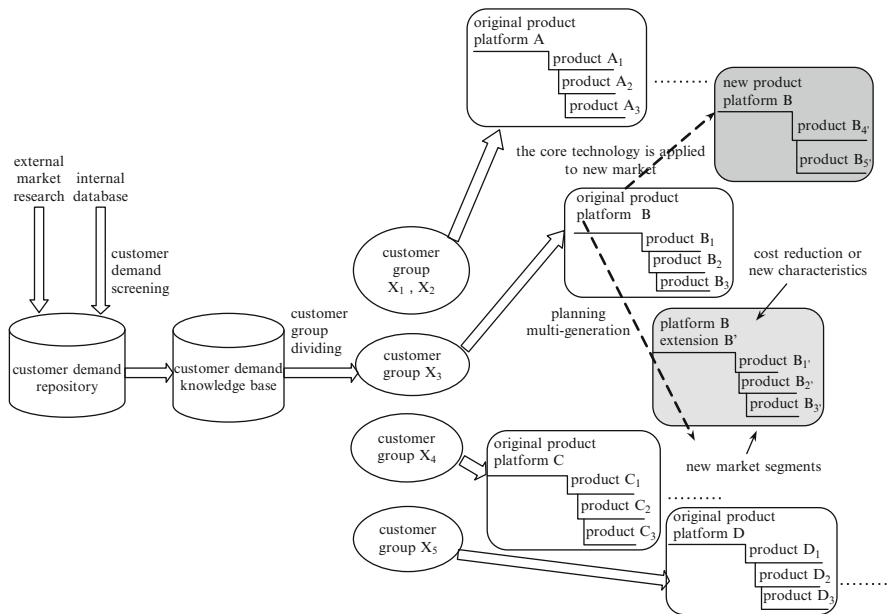 original product
platform A
product A₁
product A₂
product A₃
new product
platform B
product B₄'
product B₅'
the core technology is applied
to new market
external
market
research
internal
database
customer
demand
screening
customer
group
X₁ , X₂
original product
platform B
product B₁
product B₂
product B₃
cost reduction or
new characteristics
planning
multi-generation
customer
group
dividing
customer demand
repository
customer demand
knowledge base
customer
group X₃
platform B
extension B’
product B₁'
product B₂'
product B₃'
new market segments
customer
group X₄
original product
platform C
product C₁
product C₂
product C₃
customer
group X₅
original product
platform D
product D₁
product D₂
product D₃